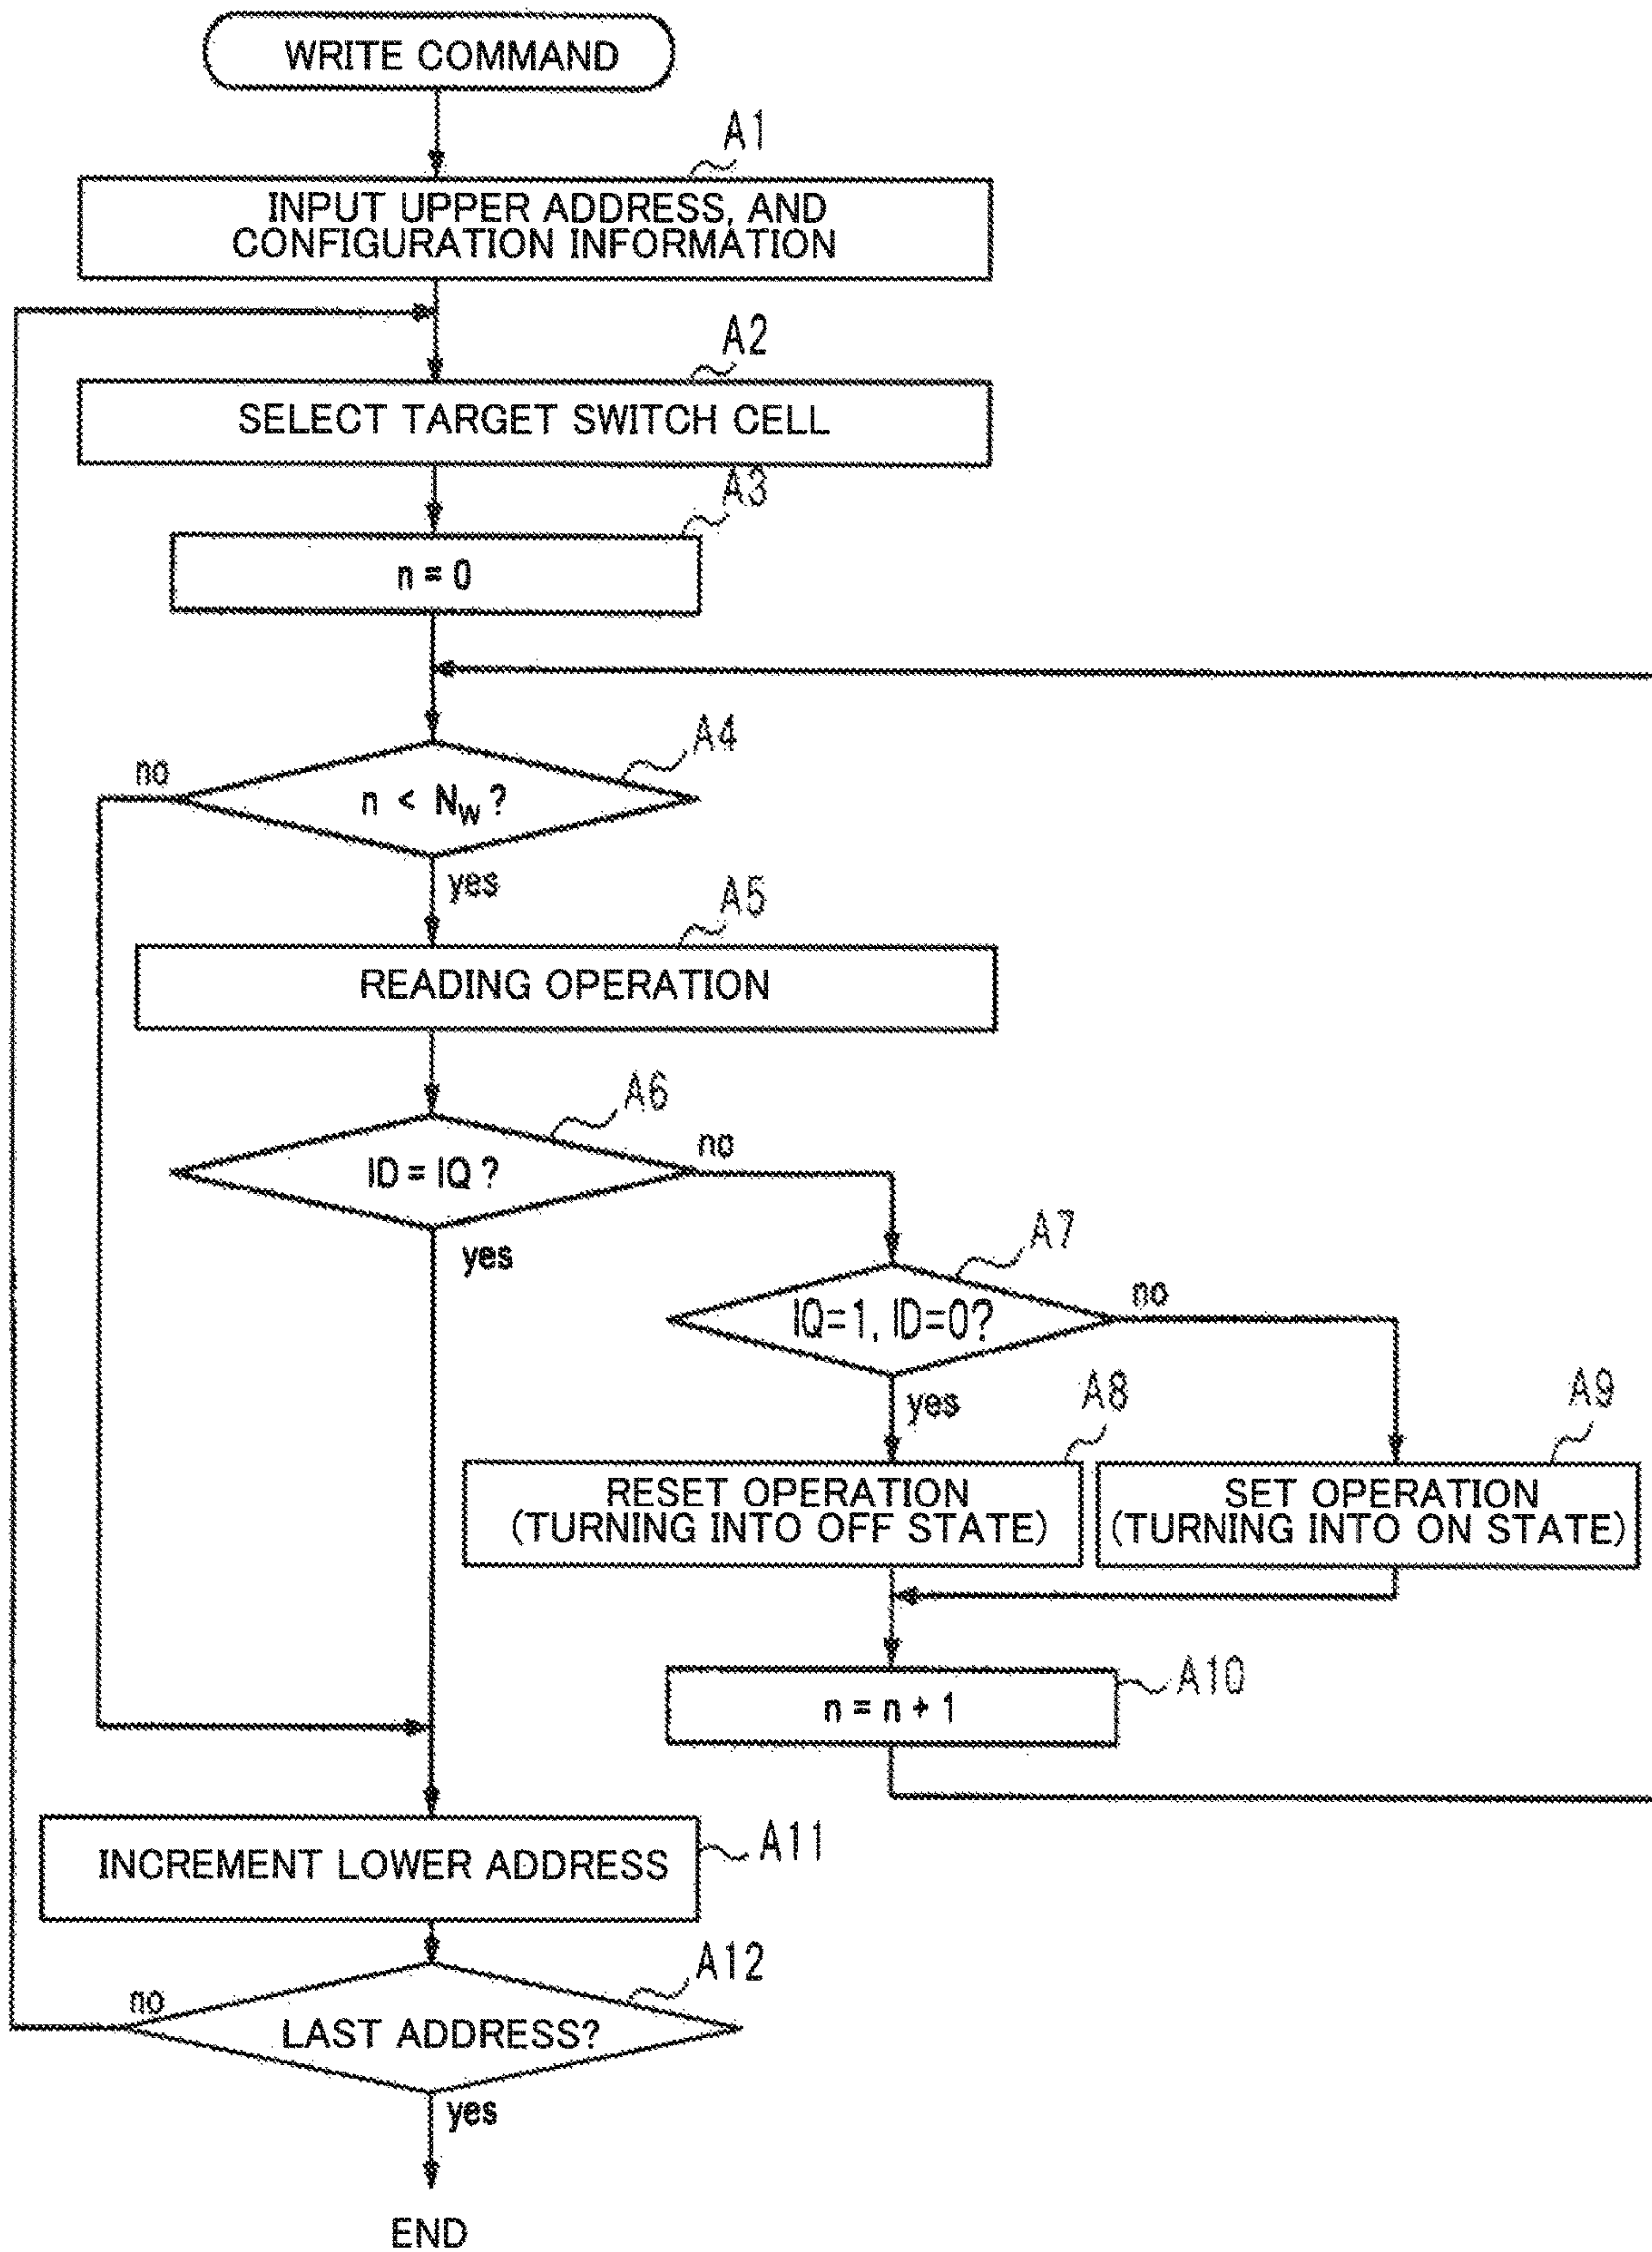 WRITE COMMAND
A1
INPUT UPPER ADDRESS, AND
CONFIGURATION INFORMATION
A2
SELECT TARGET SWITCH CELL
A3
n = 0
A4
no
n < NW ?
yes
A5
READING OPERATION
A6
ID = IQ ?
no
yes
A7
IQ=1, ID=0?
no
yes
A8
A9
RESET OPERATION
(TURNING INTO OFF STATE)
SET OPERATION
(TURNING INTO ON STATE)
A10
n = n + 1
A11
INCREMENT LOWER ADDRESS
A12
no
LAST ADDRESS?
yes
END